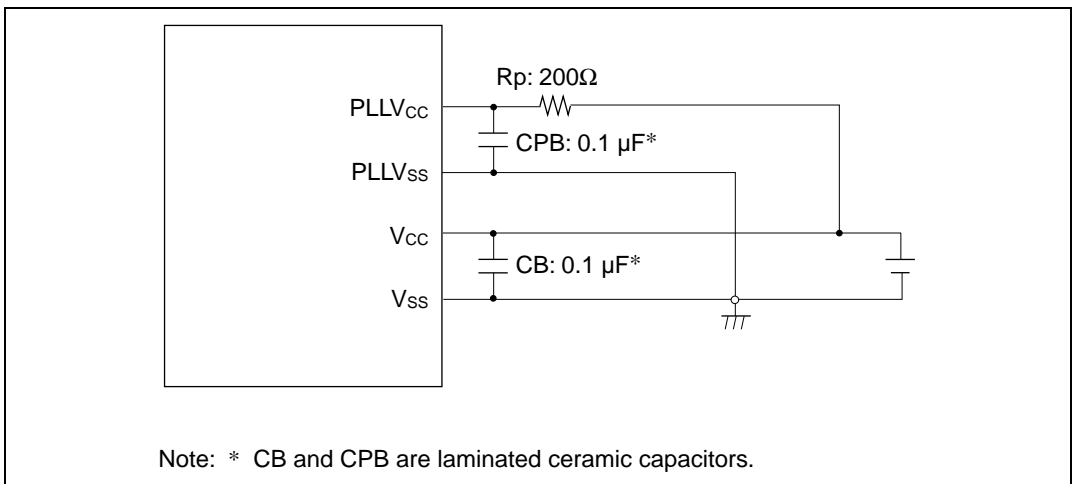 Rp: 200Ω
PLLVCC
CPB: 0.1 µF*
PLLVSS
VCC
CB: 0.1 µF*
VSS
Note: * CB and CPB are laminated ceramic capacitors.